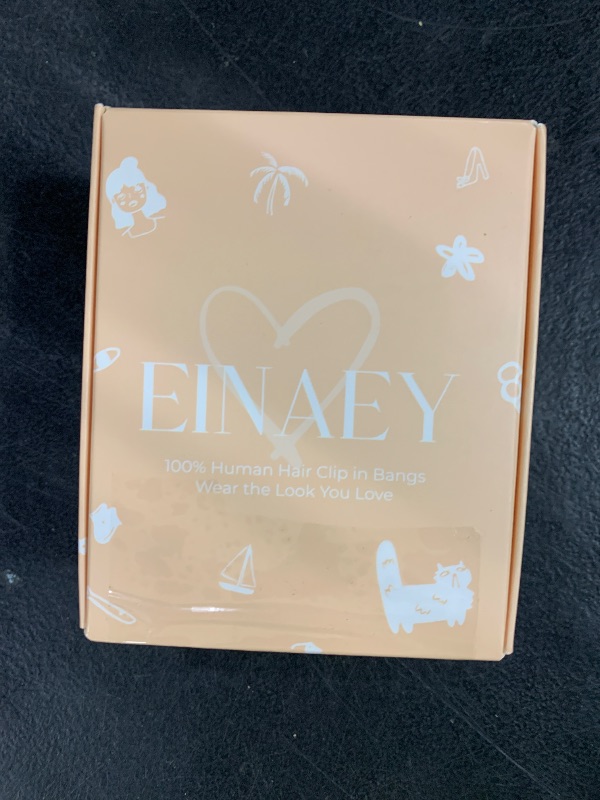 EINAEY
100% Human Hair Clip in Bangs
Wear the Look You Love